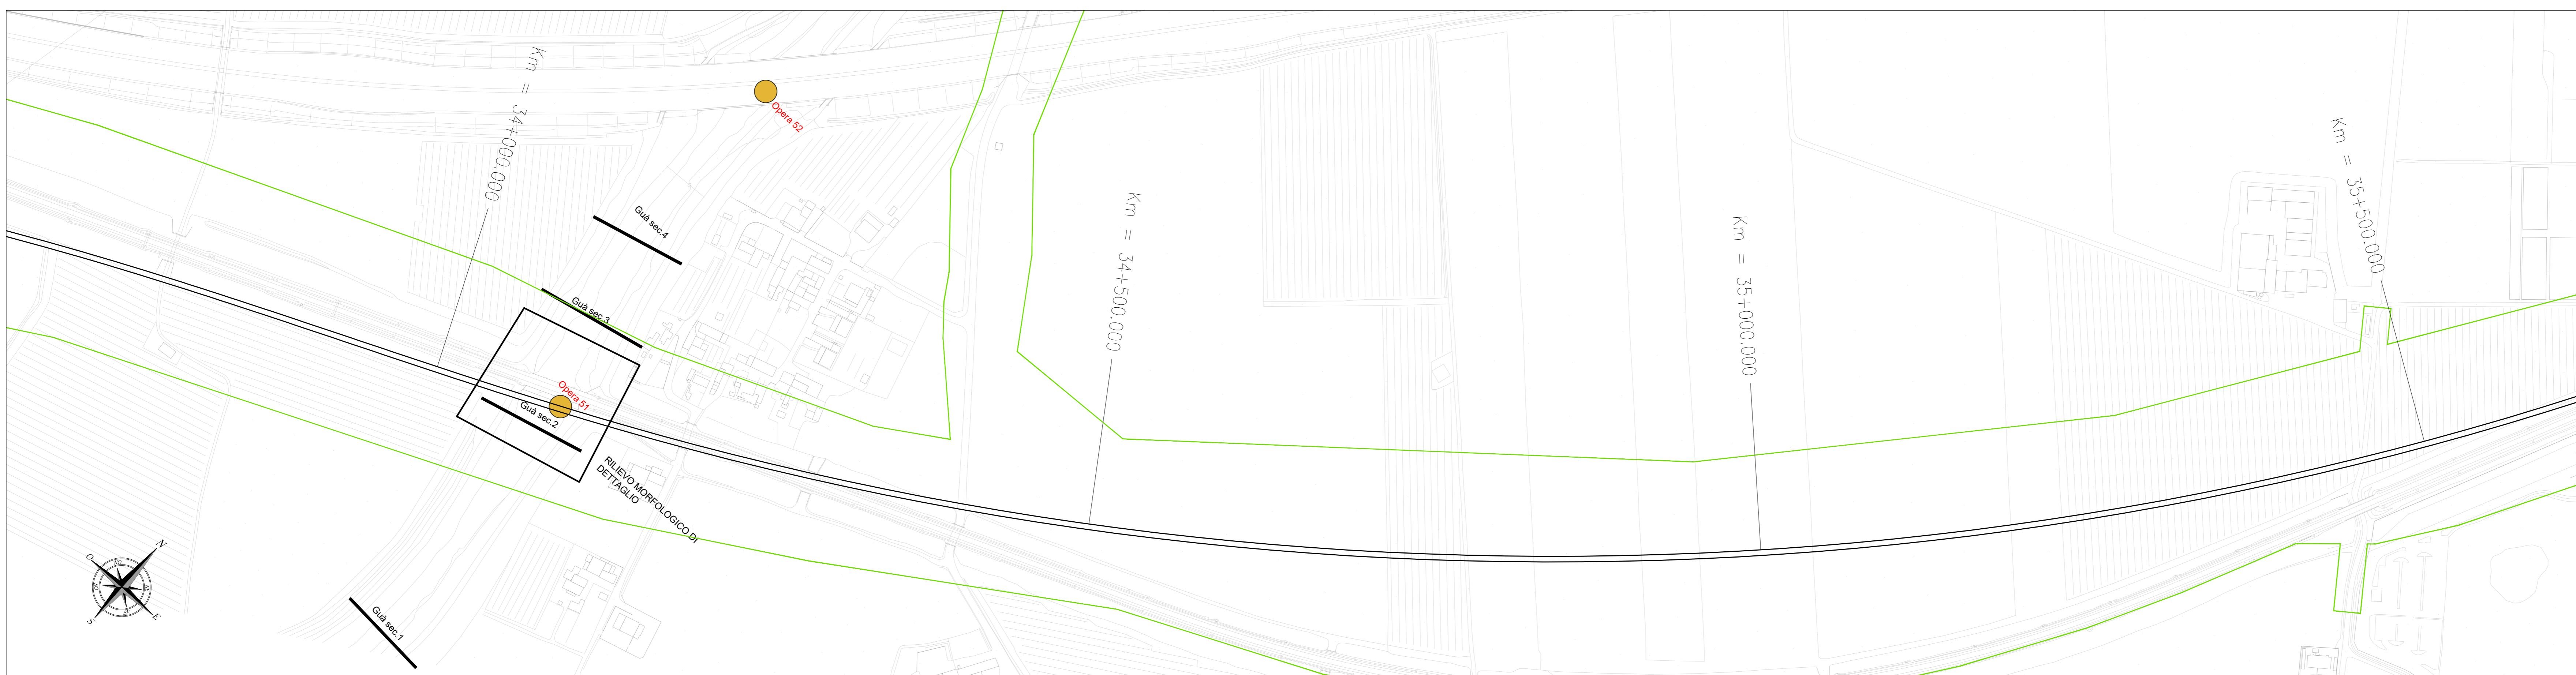 Km = 34+000.000
Opera 52
Km = 34+500.000
Km = 35+000.000
Km = 35+500.000
Guà sec.4
Guà sec.3
Opera 51
Guà sec.2
RILIEVO MORFOLOGICO DI
DETTAGLIO
Guà sec.1
N
O
S
E